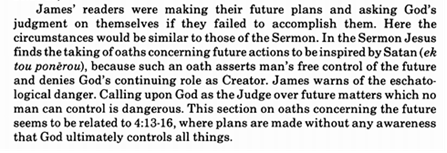 James' readers were making their future plans and asking God's
judgment on themselves if they failed to accomplish them. Here the
circumstances would be similar to those of the Sermon. In the Sermon Jesus
finds the taking of oaths concerning future actions to be inspired by Satan (ek
tou ponērou), because such an oath asserts man's free control of the future
and denies God's continuing role as Creator. James warns of the eschato-
logical danger. Calling upon God as the Judge over future matters which no
man can control is dangerous. This section on oaths concerning the future
seems to be related to 4:13-16, where plans are made without any awareness
that God ultimately controls all things.